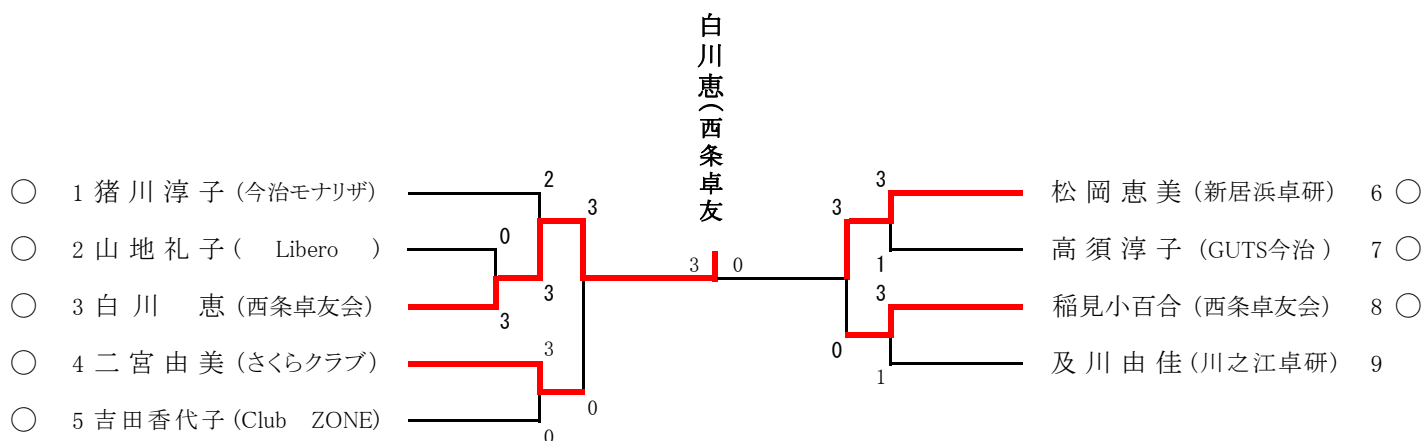 白川恵(西条卓友
○ 1 猪川淳子 (今治モナリザ) 2
3
○ 2 山地礼子 ( Libero ) 0
3
○ 3 白川 恵 (西条卓友会) 3
○ 4 二宮由美 (さくらクラブ) 3
0
○ 5 吉田香代子 (Club ZONE) 0
3 0
3 松岡恵美 (新居浜卓研) 6 ○
3
1 高須淳子 (GUTS今治 ) 7 ○
3 稲見小百合 (西条卓友会) 8 ○
0
1 及川由佳 (川之江卓研) 9